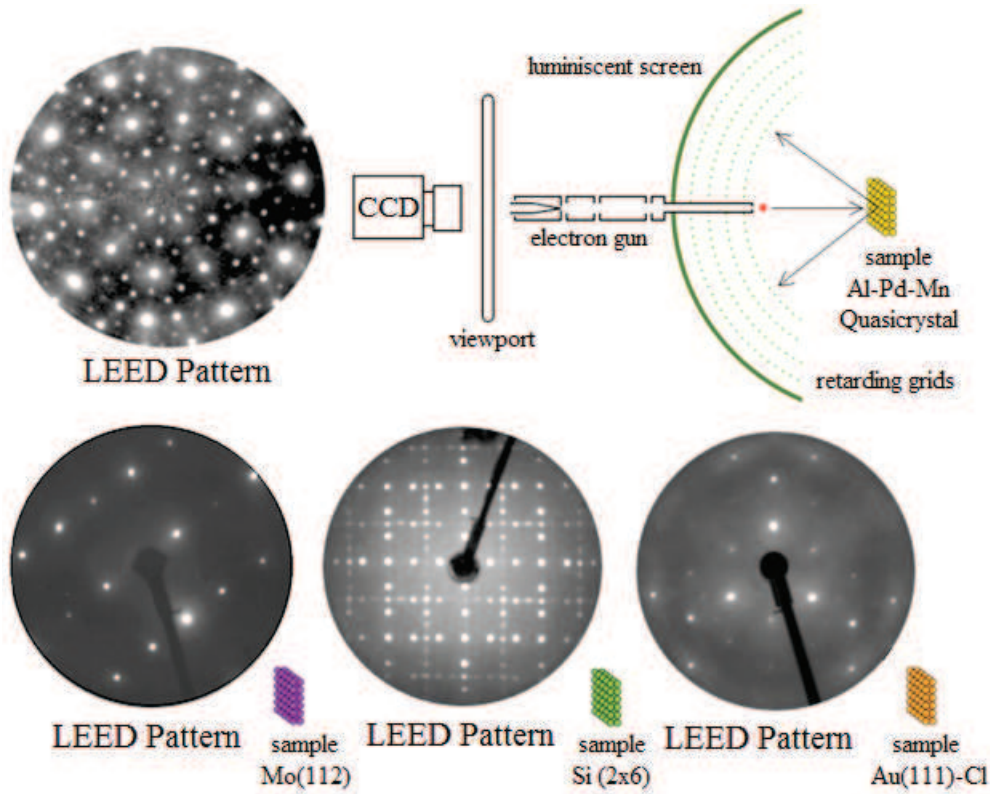 luminiscent screen
CCD
electron gun
sample
Al-Pd-Mn
Quasicrystal
viewport
LEED Pattern
retarding grids
LEED Pattern
sample
Mo(112)
LEED Pattern
sample
Si (2x6)
LEED Pattern
sample
Au(111)-Cl